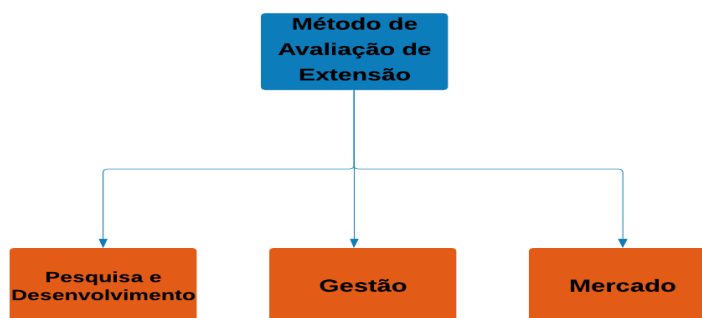 Método de
Avaliação de
Extensão
Pesquisa e
Desenvolvimento
Gestão
Mercado